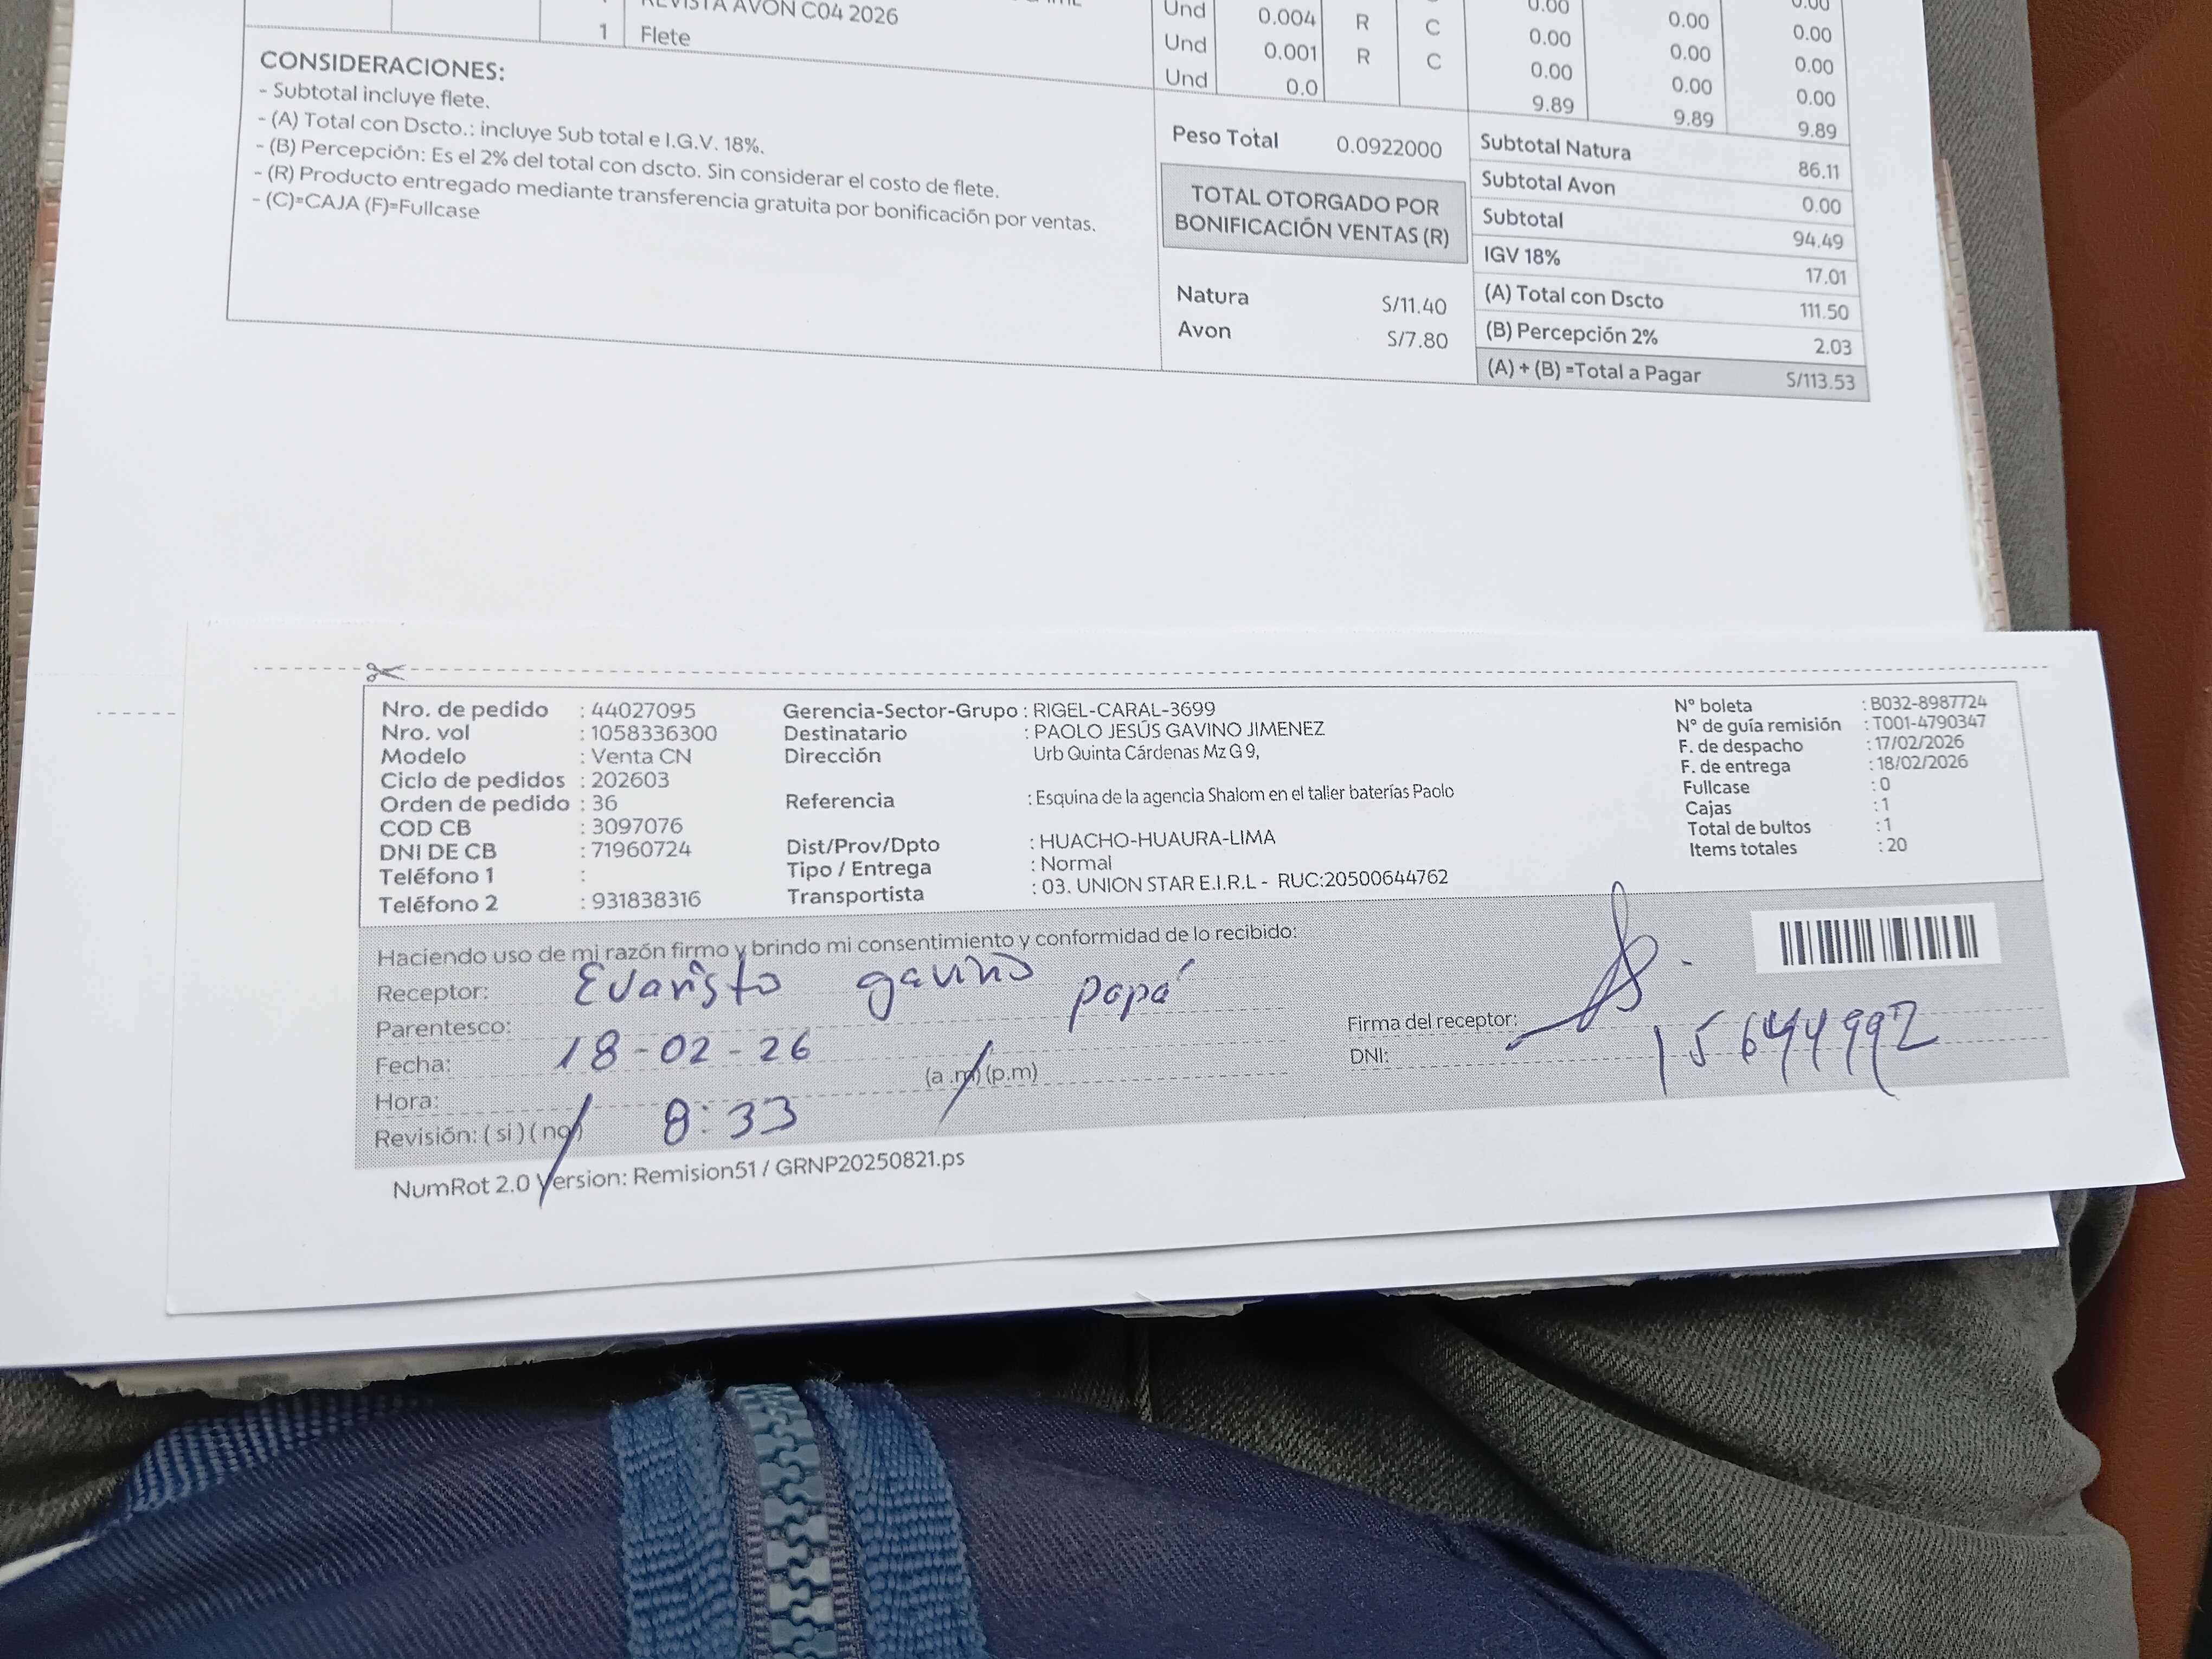 REVISTA AVON C04 2026
1 Flete
Und 0.004 R C 0.00 0.00 0.00
Und 0.001 R C 0.00 0.00 0.00
Und 0.0 0.00 0.00 0.00
9.89 9.89 9.89
CONSIDERACIONES:
- Subtotal incluye flete.
- (A) Total con Dscto.: incluye Sub total e I.G.V. 18%.
- (B) Percepción: Es el 2% del total con dscto. Sin considerar el costo de flete.
- (R) Producto entregado mediante transferencia gratuita por bonificación por ventas.
- (C)=CAJA (F)=Fullcase
Peso Total 0.0922000
TOTAL OTORGADO POR
BONIFICACIÓN VENTAS (R)
Natura S/11.40
Avon S/7.80
Subtotal Natura 86.11
Subtotal Avon 0.00
Subtotal 94.49
IGV 18% 17.01
(A) Total con Dscto 111.50
(B) Percepción 2% 2.03
(A) + (B) =Total a Pagar S/113.53
Nro. de pedido : 44027095
Nro. vol : 1058336300
Modelo : Venta CN
Ciclo de pedidos : 202603
Orden de pedido : 36
COD CB : 3097076
DNI DE CB : 71960724
Teléfono 1 :
Teléfono 2 : 931838316
Gerencia-Sector-Grupo : RIGEL-CARAL-3699
Destinatario : PAOLO JESÚS GAVINO JIMENEZ
Dirección Urb Quinta Cárdenas Mz G 9,
Referencia : Esquina de la agencia Shalom en el taller baterías Paolo
Dist/Prov/Dpto : HUACHO-HUAURA-LIMA
Tipo / Entrega : Normal
Transportista : 03. UNION STAR E.I.R.L - RUC:20500644762
N° boleta : B032-8987724
N° de guía remisión : T001-4790347
F. de despacho : 17/02/2026
F. de entrega : 18/02/2026
Fullcase : 0
Cajas : 1
Total de bultos : 1
Items totales : 20
Haciendo uso de mi razón firmo y brindo mi consentimiento y conformidad de lo recibido:
Receptor: Evaristo gavino
Parentesco: papá
Fecha: 18-02-26
Hora: 8:33 (a .m) (p.m)
Revisión: ( si ) ( no )
Firma del receptor:
DNI: 15644992
NumRot 2.0 Version: Remision51 / GRNP20250821.ps